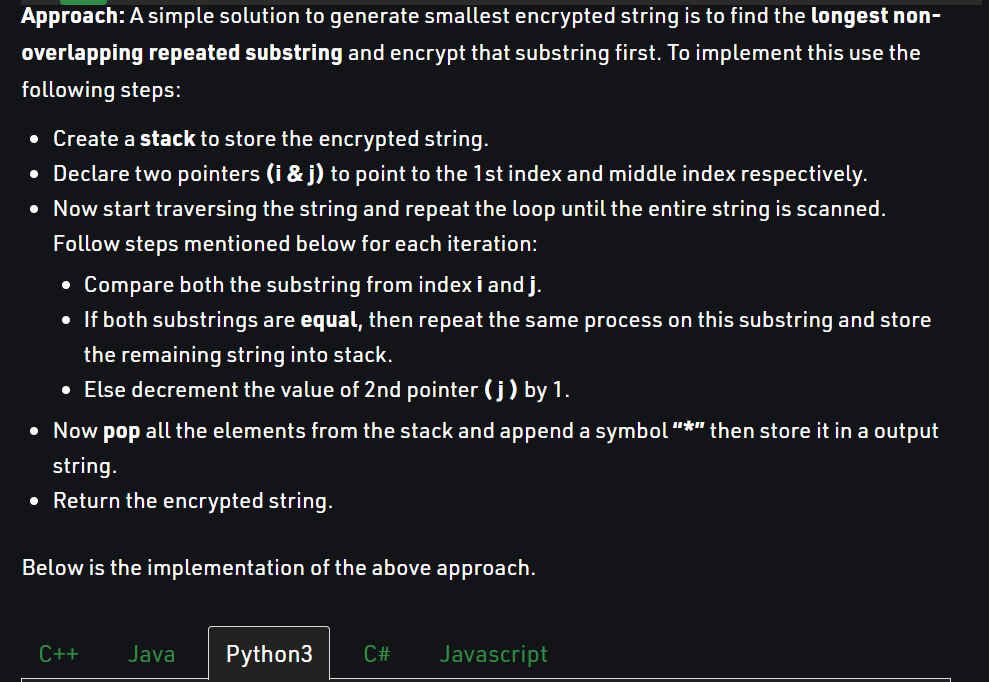 Approach: A simple solution to generate smallest encrypted string is to find the longest non-
overlapping repeated substring and encrypt that substring first. To implement this use the
following steps:
• Create a stack to store the encrypted string.
• Declare two pointers (i & j) to point to the 1st index and middle index respectively.
• Now start traversing the string and repeat the loop until the entire string is scanned.
Follow steps mentioned below for each iteration:
• Compare both the substring from index i and j.
• If both substrings are equal, then repeat the same process on this substring and store
the remaining string into stack.
• Else decrement the value of 2nd pointer ( j ) by 1.
• Now pop all the elements from the stack and append a symbol “*” then store it in a output
string.
• Return the encrypted string.
Below is the implementation of the above approach.
C++ Java Python3 C# Javascript